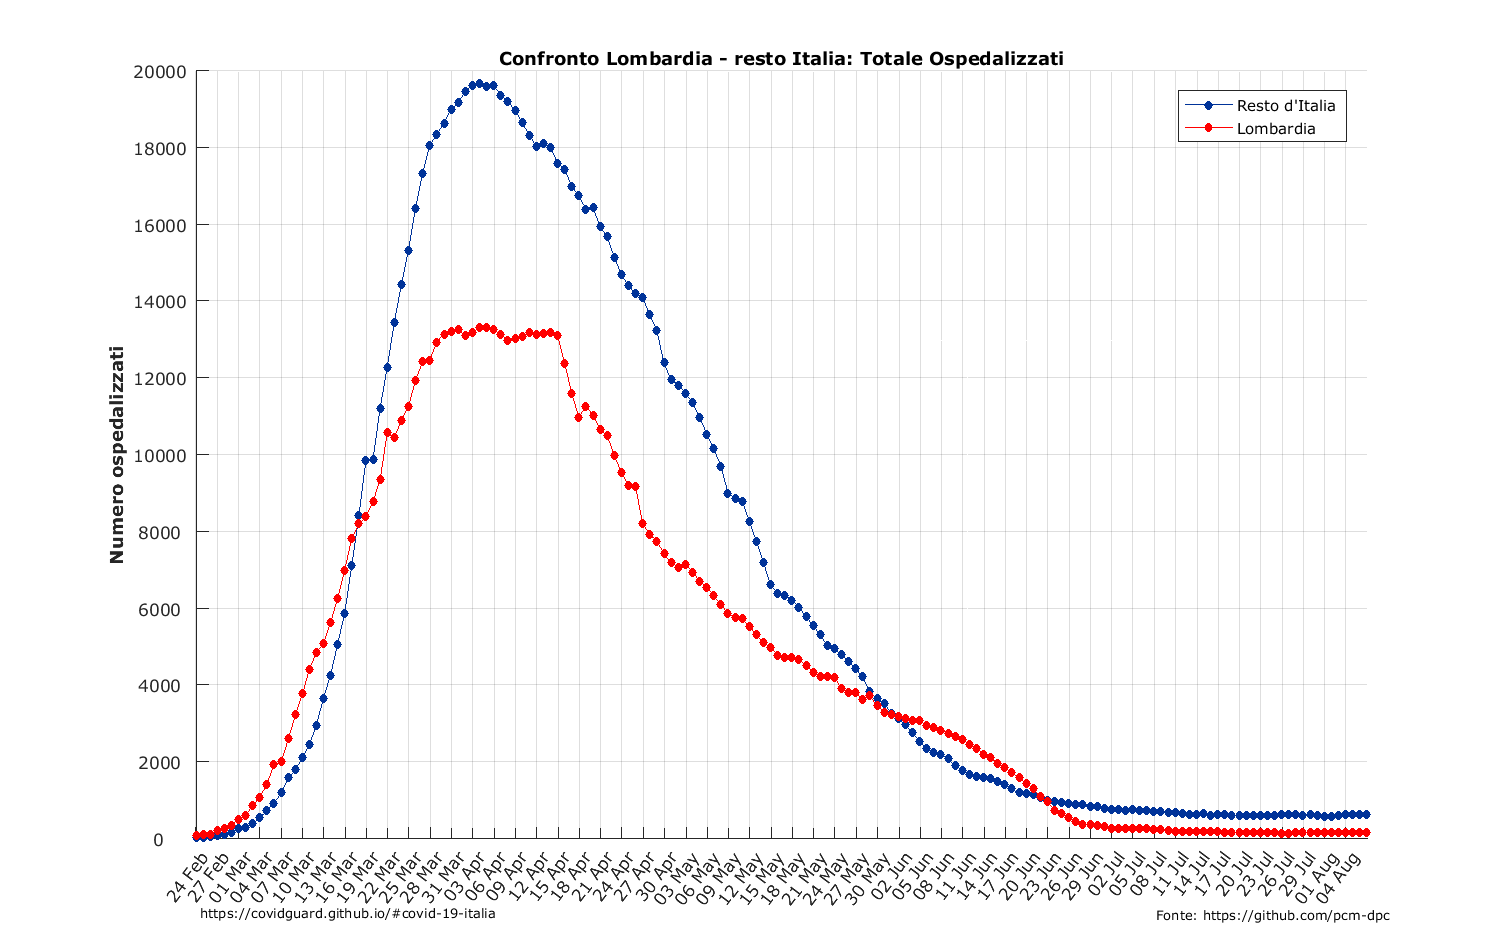 Confronto Lombardia - resto Italia: Totale Ospedalizzati
Resto d'Italia
Lombardia
Numero ospedalizzati
20000
18000
16000
14000
12000
10000
8000
6000
4000
2000
0
24 Feb
27 Feb
01 Mar
04 Mar
07 Mar
10 Mar
13 Mar
16 Mar
19 Mar
22 Mar
25 Mar
28 Mar
31 Mar
03 Apr
06 Apr
09 Apr
12 Apr
15 Apr
18 Apr
21 Apr
24 Apr
27 Apr
30 Apr
03 May
06 May
09 May
12 May
15 May
18 May
21 May
24 May
27 May
30 May
02 Jun
05 Jun
08 Jun
11 Jun
14 Jun
17 Jun
20 Jun
23 Jun
26 Jun
29 Jun
02 Jul
05 Jul
08 Jul
11 Jul
14 Jul
17 Jul
20 Jul
23 Jul
26 Jul
29 Jul
01 Aug
04 Aug
https://covidguard.github.io/#covid-19-italia
Fonte: https://github.com/pcm-dpc